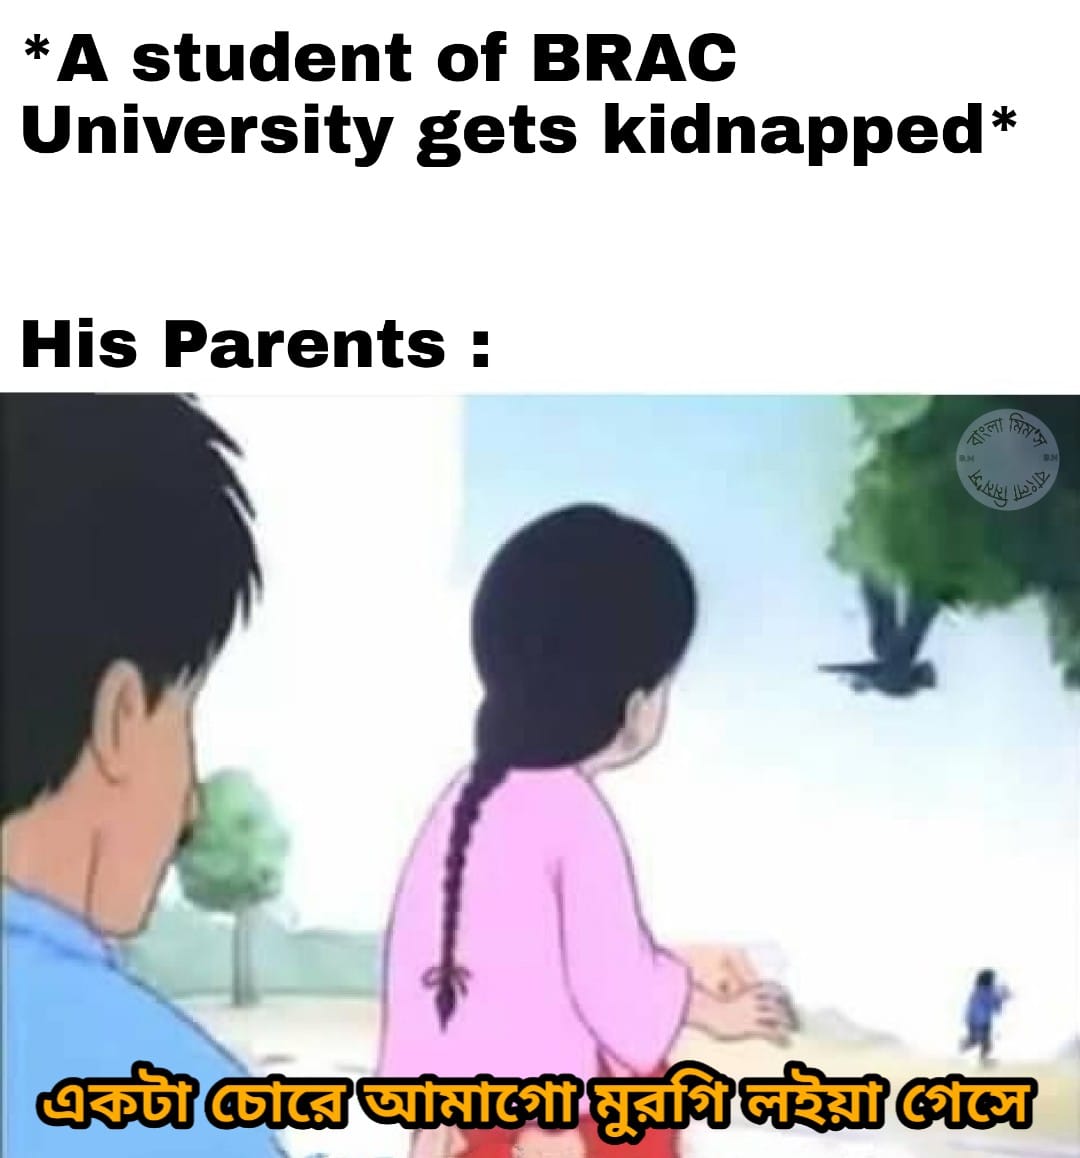 *A student of BRAC
University gets kidnapped*
His Parents :
বাংলা মিম'স
B.M
B.M
বাংলা মিম'স
একটা চোরে আমাগো মুরগি লইয়া গেসে